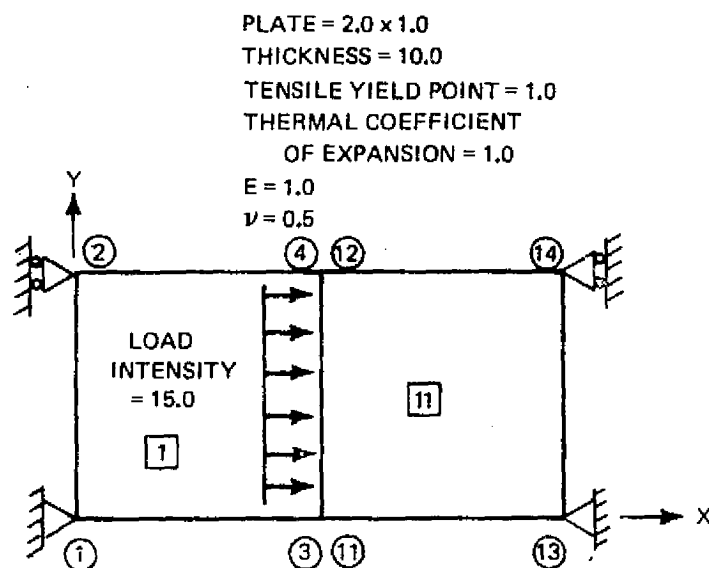 PLATE = 2.0 x 1.0
THICKNESS = 10.0
TENSILE YIELD POINT = 1.0
THERMAL COEFFICIENT
OF EXPANSION = 1.0
E = 1.0
ν = 0.5
Y
2 4 12 14
LOAD
INTENSITY
= 15.0
1 11
X
1 3 11 13